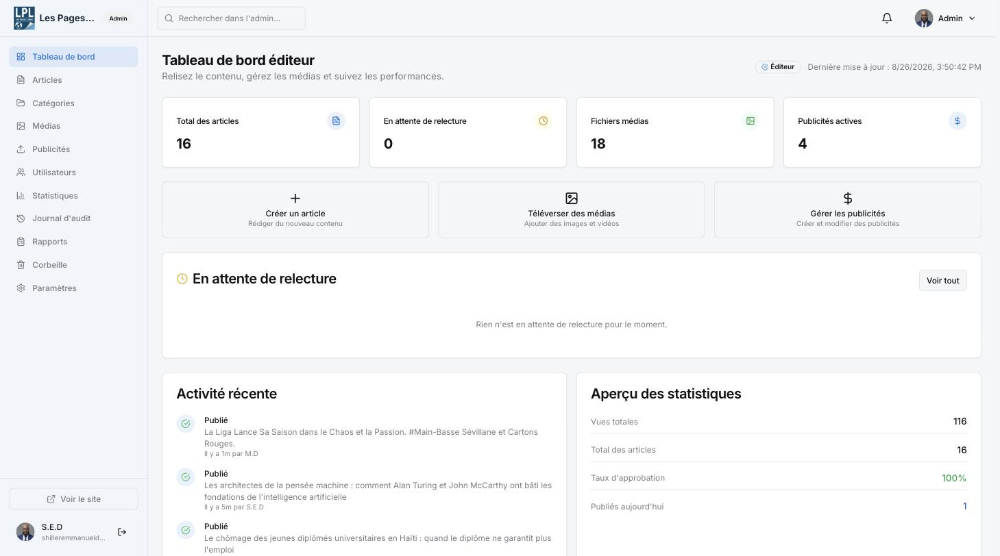 LPL
Les Pages...
Admin
Rechercher dans l'admin...
Admin
Tableau de bord
Articles
Catégories
Médias
Publicités
Utilisateurs
Statistiques
Journal d'audit
Rapports
Corbeille
Paramètres
Voir le site
S.E.D
shilleremmanueld...
Tableau de bord éditeur
Relisez le contenu, gérez les médias et suivez les performances.
Éditeur
Dernière mise à jour : 8/26/2026, 3:50:42 PM
Total des articles
16
En attente de relecture
0
Fichiers médias
18
Publicités actives
4
Créer un article
Rédiger du nouveau contenu
Téléverser des médias
Ajouter des images et vidéos
Gérer les publicités
Créer et modifier des publicités
En attente de relecture
Voir tout
Rien n'est en attente de relecture pour le moment.
Activité récente
Publié
La Liga Lance Sa Saison dans le Chaos et la Passion. #Main-Basse Sévillane et Cartons
Rouges.
Il y a 1m par M.D
Publié
Les architectes de la pensée machine : comment Alan Turing et John McCarthy ont bâti les
fondations de l'intelligence artificielle
Il y a 5m par S.E.D
Publié
Le chômage des jeunes diplômés universitaires en Haïti : quand le diplôme ne garantit plus
l'emploi
Aperçu des statistiques
Vues totales
116
Total des articles
16
Taux d'approbation
100%
Publiés aujourd'hui
1